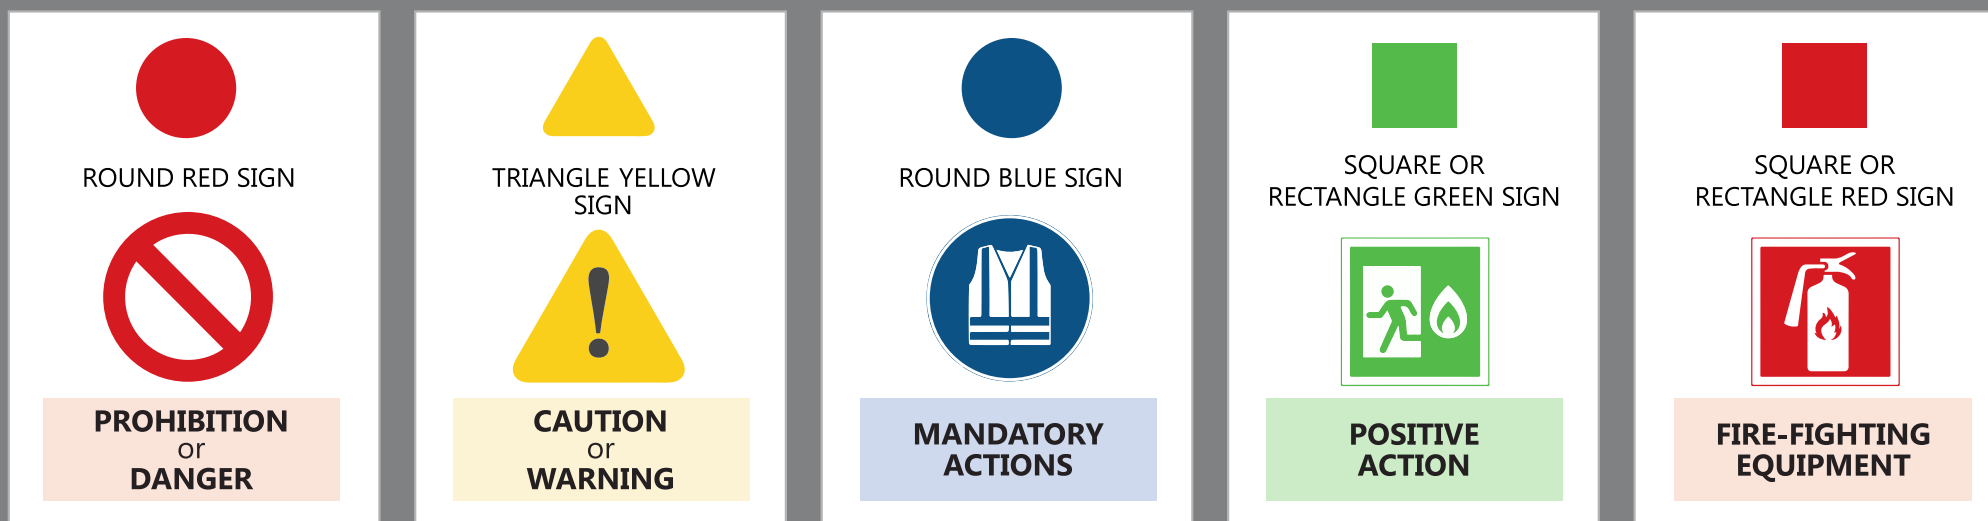 ROUND RED SIGN
PROHIBITION
or
DANGER
TRIANGLE YELLOW
SIGN
!
CAUTION
or
WARNING
ROUND BLUE SIGN
MANDATORY
ACTIONS
SQUARE OR
RECTANGLE GREEN SIGN
POSITIVE
ACTION
SQUARE OR
RECTANGLE RED SIGN
FIRE-FIGHTING
EQUIPMENT